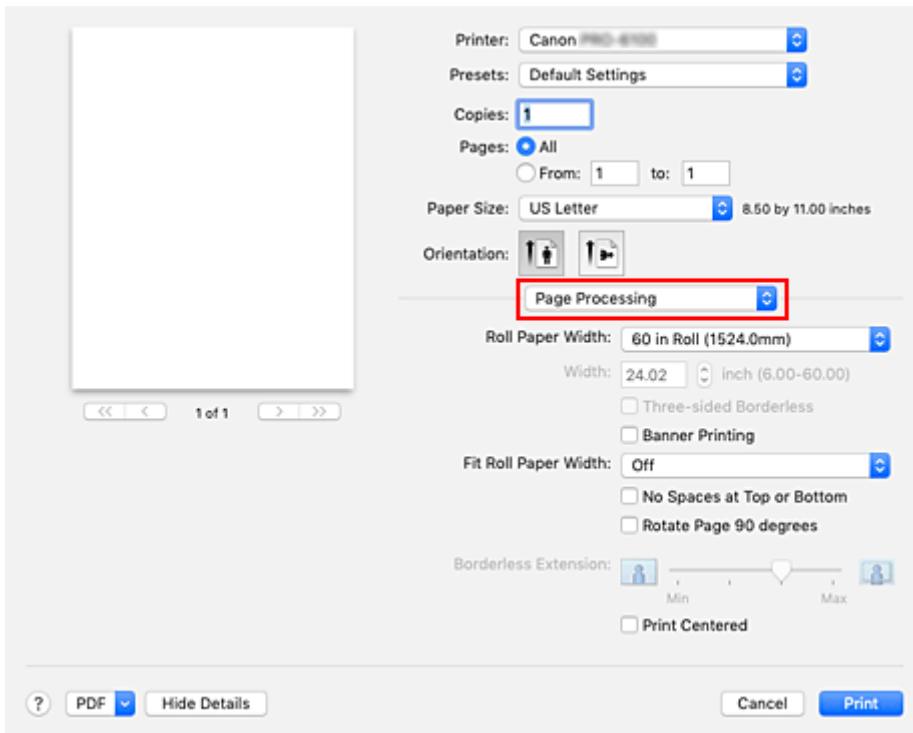 Printer: Canon
Presets: Default Settings
Copies: 1
Pages: All
From: 1 to: 1
Paper Size: US Letter 8.50 by 11.00 inches
Orientation:
Page Processing
Roll Paper Width: 60 in Roll (1524.0mm)
Width: 24.02 inch (6.00-60.00)
Three-sided Borderless
<< < 1 of 1 > >>
Banner Printing
Fit Roll Paper Width: Off
No Spaces at Top or Bottom
Rotate Page 90 degrees
Borderless Extension:
Min Max
Print Centered
? PDF Hide Details Cancel Print